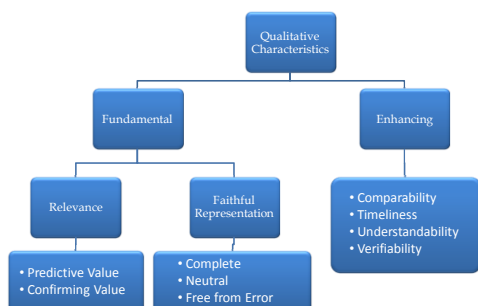 Qualitative
Characteristics
Fundamental
Enhancing
Relevance
Faithful
Representation
• Predictive Value
• Confirming Value
• Complete
• Neutral
• Free from Error
• Comparability
• Timeliness
• Understandability
• Verifiability